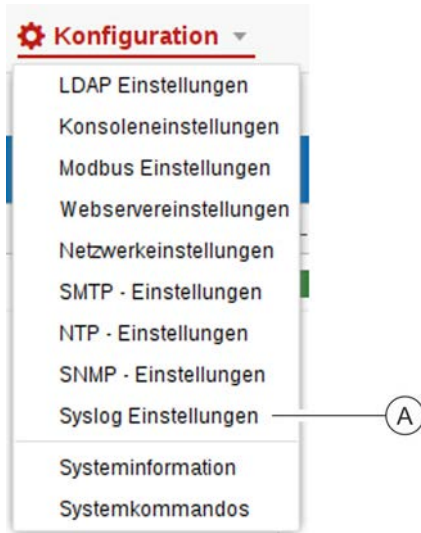 Konfiguration
LDAP Einstellungen
Konsoleneinstellungen
Modbus Einstellungen
Webservereinstellungen
Netzwerkeinstellungen
SMTP - Einstellungen
NTP - Einstellungen
SNMP - Einstellungen
Syslog Einstellungen A
Systeminformation
Systemkommandos